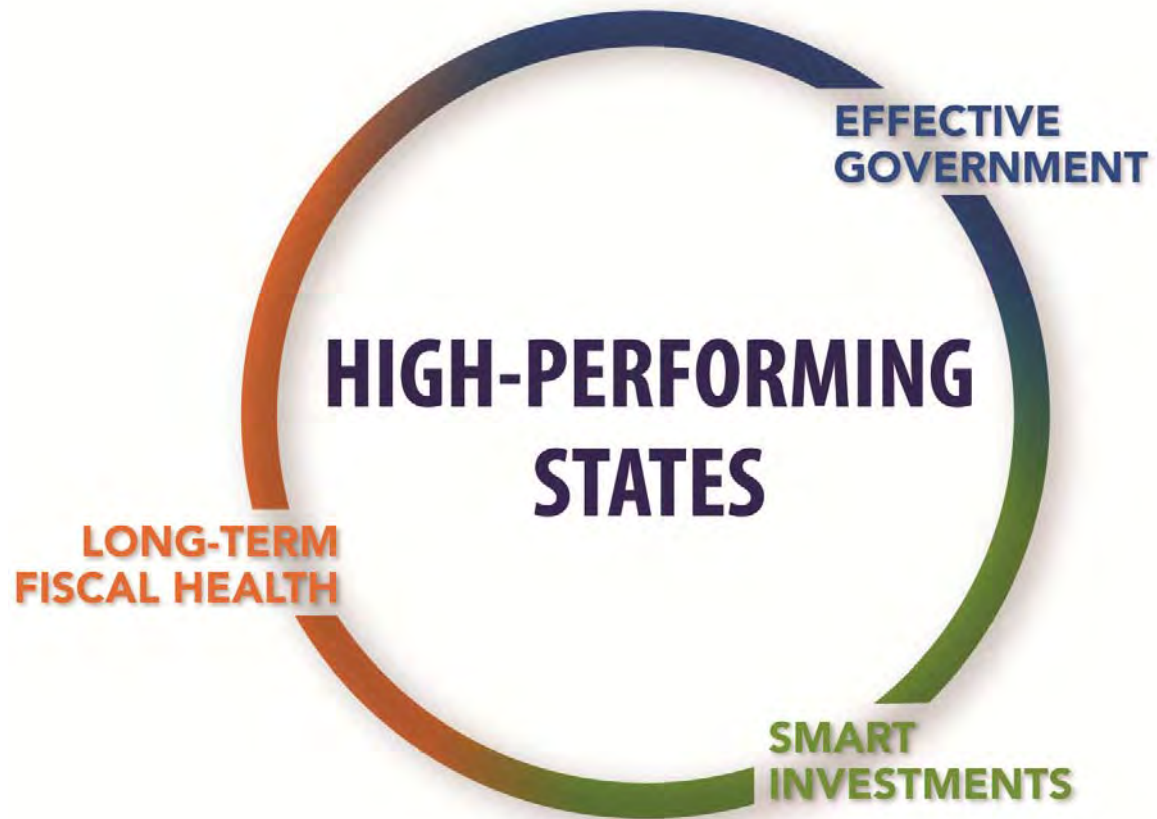 EFFECTIVE
GOVERNMENT
HIGH-PERFORMING
STATES
LONG-TERM
FISCAL HEALTH
SMART
INVESTMENTS